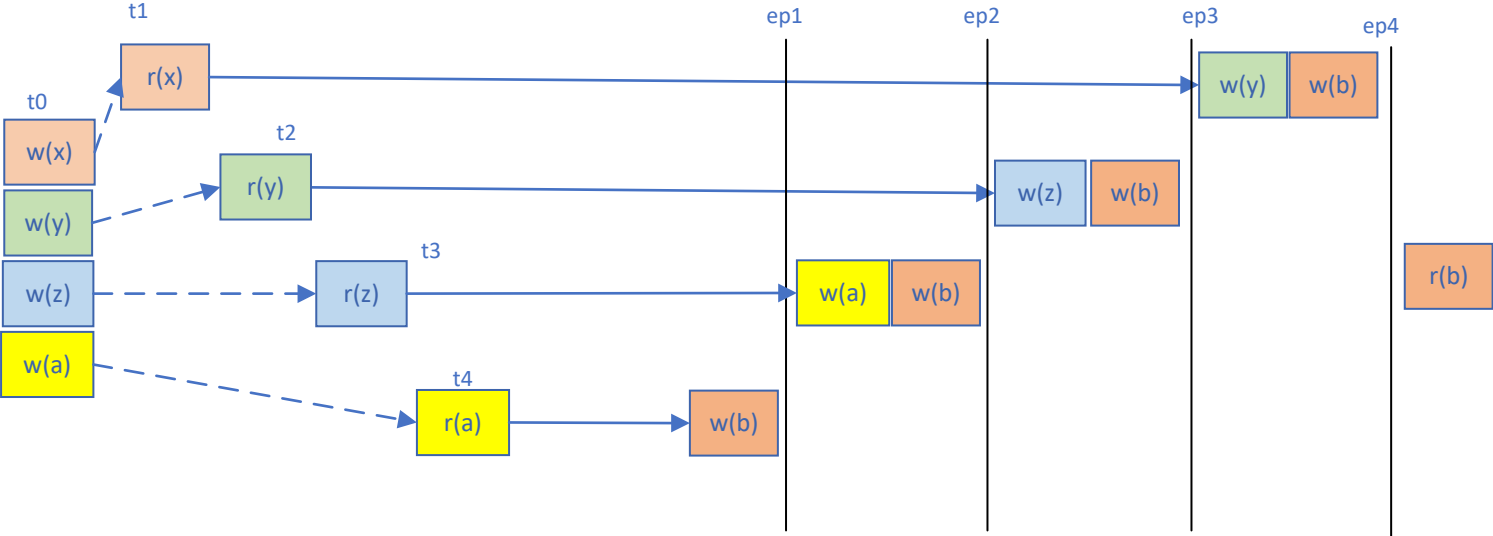 t1
ep1
ep2
ep3
ep4
r(x)
w(y)
w(b)
t0
w(x)
t2
r(y)
w(z)
w(b)
w(y)
t3
r(b)
w(z)
r(z)
w(a)
w(b)
w(a)
t4
r(a)
w(b)